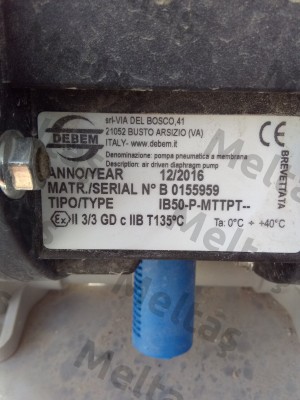 DEBEM
srl-VIA DEL BOSCO,41
21052 BUSTO ARSIZIO (VA)
ITALY- www.debem.it
Denominazione: pompa pneumatica a membrana
Description: air driven diaphragm pump
CE
BREVETTATA
ANNO/YEAR 12/2016
MATR./SERIAL N° B 0155959
TIPO/TYPE IB50-P-MTTPT--
Ex II 3/3 GD c IIB T135°C Ta: 0°C ÷ +40°C
Meltaş